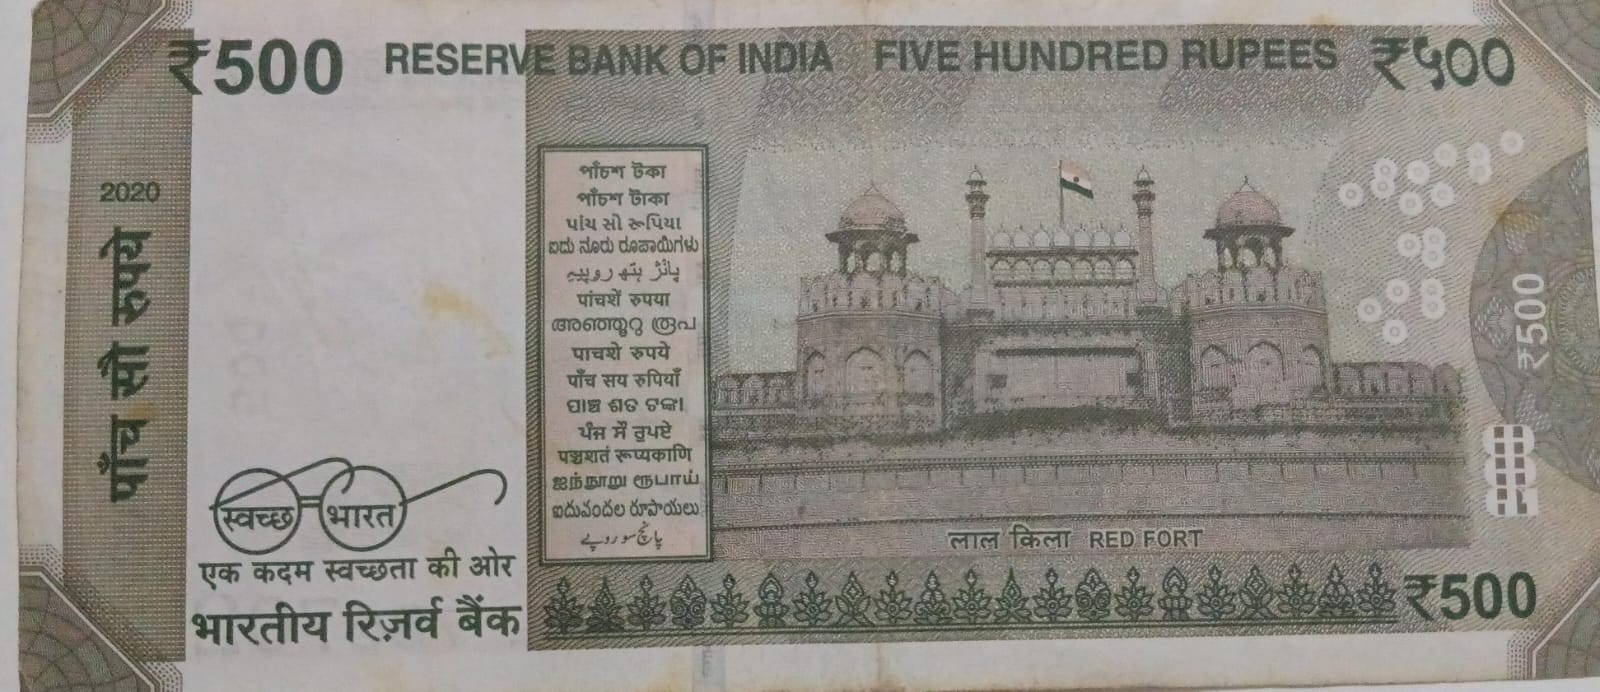 ₹500 RESERVE BANK OF INDIA FIVE HUNDRED RUPEES ₹५००
2020
पाँच सौ रुपये
পাঁচশ টকা
পাঁচশ টাকা
પાંચ સો રૂપિયા
ಐದು ನೂರು ರೂಪಾಯಿಗಳು
پانژھ ہتھ روپیہ
पांचशें रुपया
അഞ്ഞൂറു രൂപ
पाचशे रुपये
पाँच सय रुपियाँ
ପାଞ୍ଚ ଶତ ଟଙ୍କା
ਪੰਜ ਸੌ ਰੁਪਏ
पञ्चशतं रूप्यकाणि
ஐந்நூறு ரூபாய்
ఐదువందల రూపాయలు
پانچ سو روپے
लाल किला RED FORT
₹500
₹500
स्वच्छ भारत
एक कदम स्वच्छता की ओर
भारतीय रिज़र्व बैंक